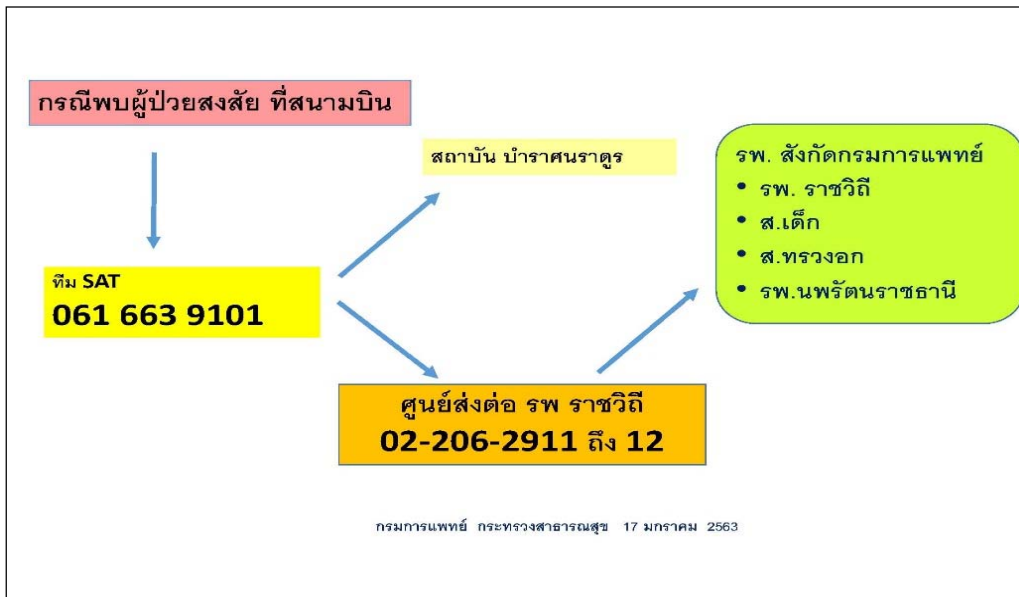 กรณีพบผู้ป่วยสงสัย ที่สนามบิน
สถาบัน บำราศนราดูร
รพ. สังกัดกรมการแพทย์
• รพ. ราชวิถี
• ส.เด็ก
• ส.ทรวงอก
• รพ.นพรัตนราชธานี
ทีม SAT
061 663 9101
ศูนย์ส่งต่อ รพ ราชวิถี
02-206-2911 ถึง 12
กรมการแพทย์ กระทรวงสาธารณสุข 17 มกราคม 2563